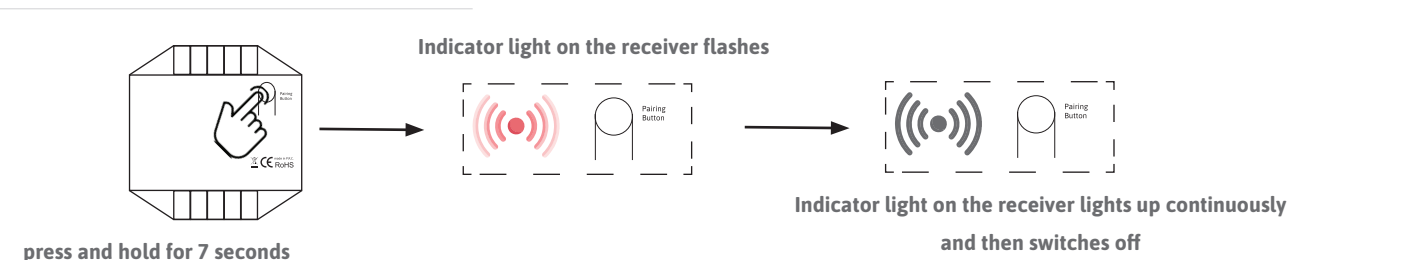 Indicator light on the receiver flashes
Pairing
Button
CE
RoHS
press and hold for 7 seconds
Pairing
Button
Pairing
Button
Indicator light on the receiver lights up continuously
and then switches off